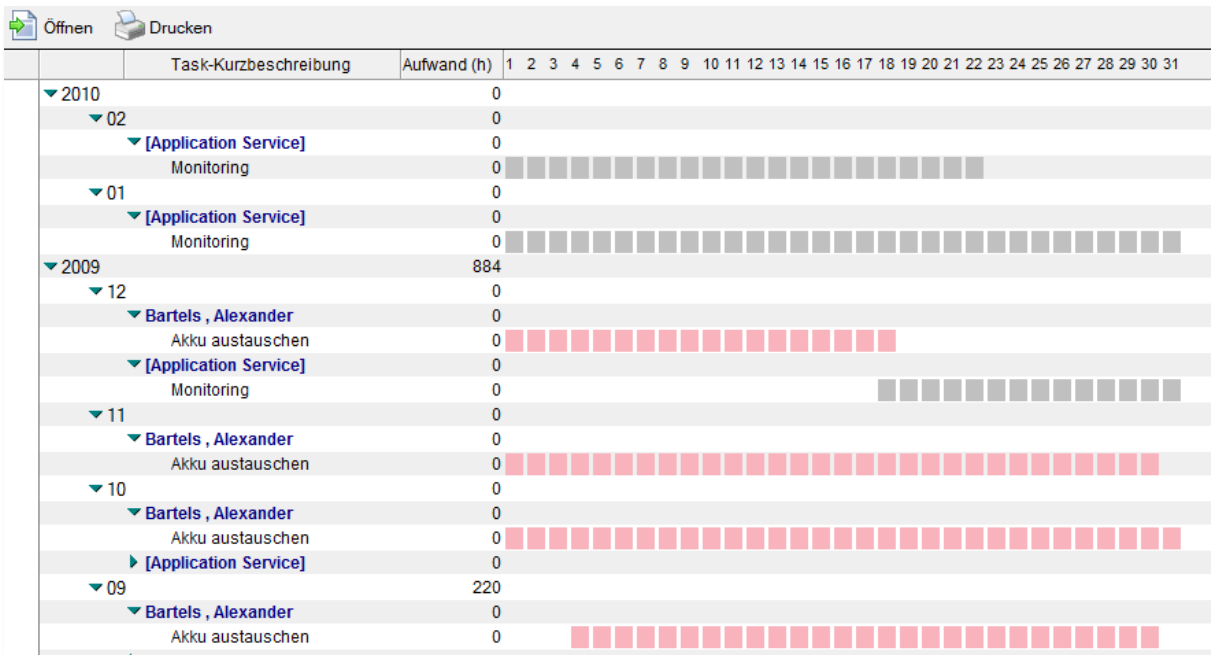 Öffnen Drucken
Task-Kurzbeschreibung Aufwand (h) 1 2 3 4 5 6 7 8 9 10 11 12 13 14 15 16 17 18 19 20 21 22 23 24 25 26 27 28 29 30 31
2010 0
02 0
[Application Service] 0
Monitoring 0
01 0
[Application Service] 0
Monitoring 0
2009 884
12 0
Bartels , Alexander 0
Akku austauschen 0
[Application Service] 0
Monitoring 0
11 0
Bartels , Alexander 0
Akku austauschen 0
10 0
Bartels , Alexander 0
Akku austauschen 0
[Application Service] 0
09 220
Bartels , Alexander 0
Akku austauschen 0